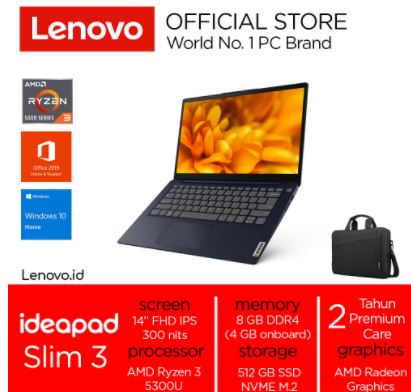 Lenovo
OFFICIAL STORE
World No. 1 PC Brand
AMD
RYZEN
5000 SERIES 3
Office 2019
Home & Student
Windows
Windows 10
Home
Lenovo.id
ideapad
Slim 3
screen
14" FHD IPS
300 nits
processor
AMD Ryzen 3
5300U
memory
8 GB DDR4
(4 GB onboard)
storage
512 GB SSD
NVME M.2
2 Tahun
Premium
Care
graphics
AMD Radeon
Graphics